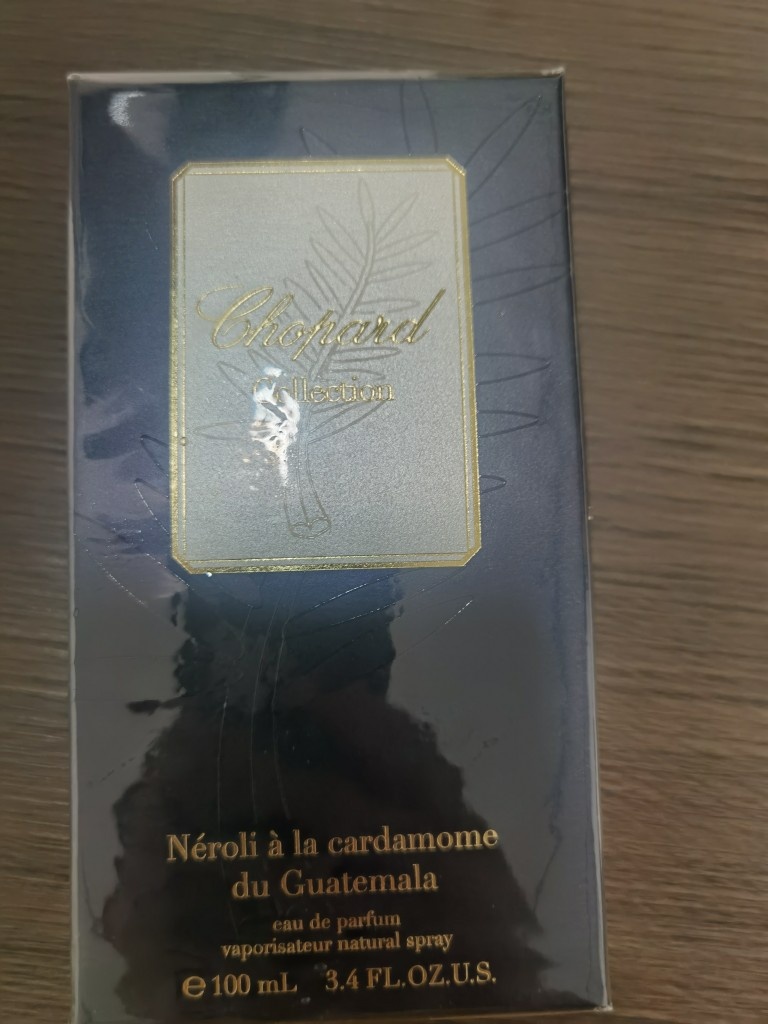 Chopard
Collection
Néroli à la cardamome
du Guatemala
eau de parfum
vaporisateur natural spray
℮ 100 mL 3.4 FL.OZ.U.S.